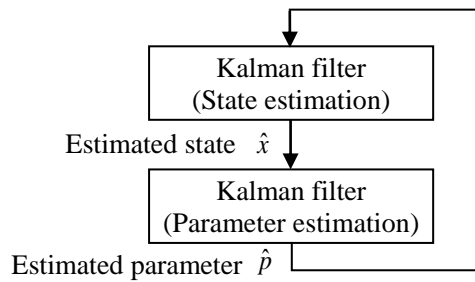 Kalman filter
(State estimation)
Estimated state x̂
Kalman filter
(Parameter estimation)
Estimated parameter p̂